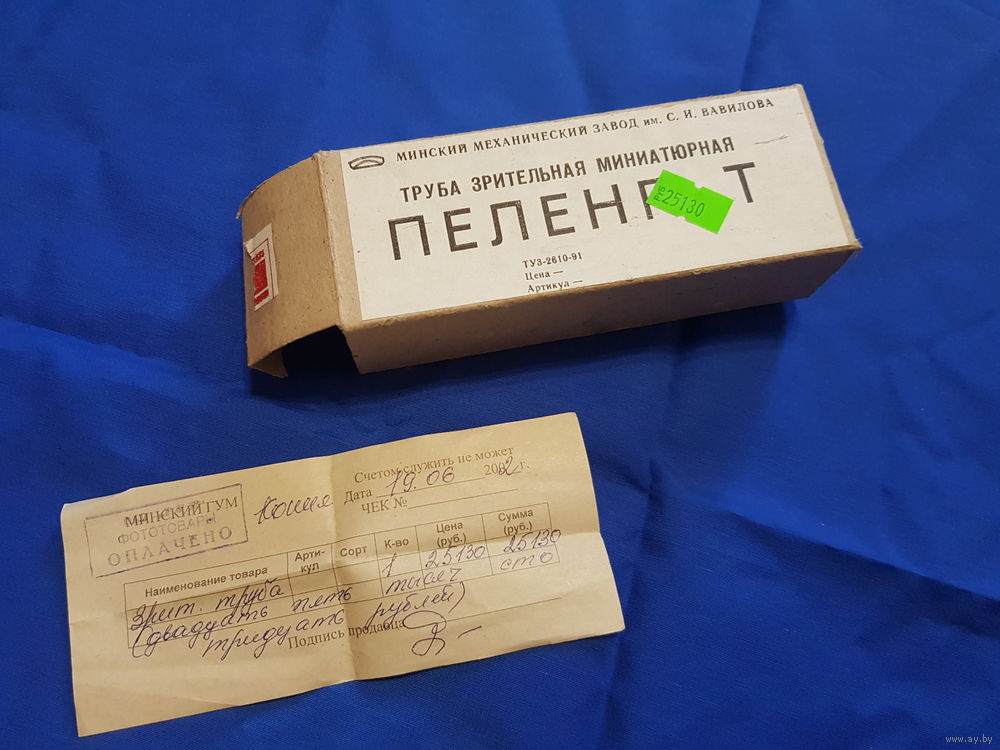 МИНСКИЙ МЕХАНИЧЕСКИЙ ЗАВОД им. С. И. ВАВИЛОВА
ТРУБА ЗРИТЕЛЬНАЯ МИНИАТЮРНАЯ
ПЕЛЕНГ Т
25130
ТУ3-2610-91
Цена —
Артикул —
Счетом служить не может
МИНСКИЙ ГУМ
ФОТОТОВАРЫ
ОПЛАЧЕНО
Копия
Дата 19.06 2002 г.
ЧЕК №
Наименование товара Арти-кул Сорт К-во Цена (руб.) Сумма (руб.)
Зрит. труба 1 25130 25130
(двадцать пять тысяч сто
тридцать рублей)
Подпись продавца
www.ay.by